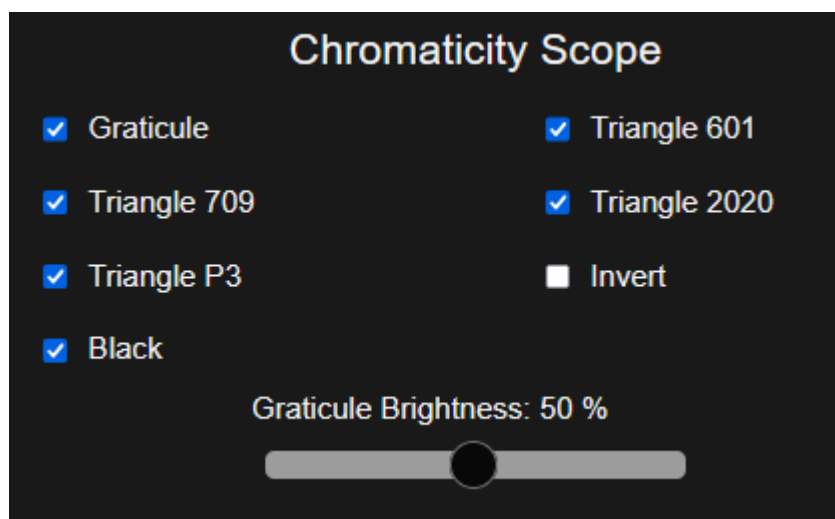 Chromaticity Scope
Graticule
Triangle 601
Triangle 709
Triangle 2020
Triangle P3
Invert
Black
Graticule Brightness: 50 %